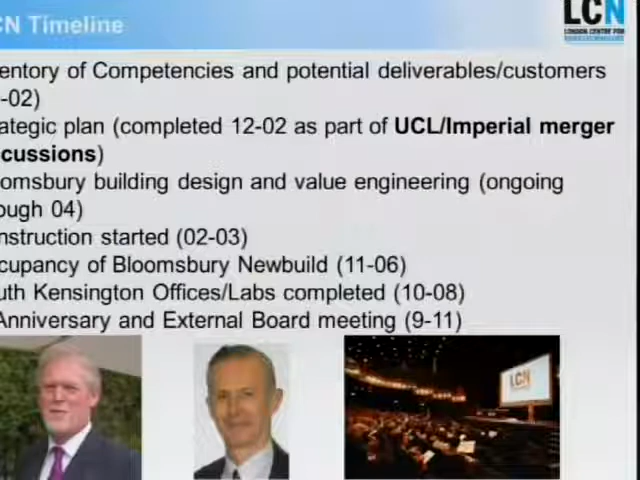 CN Timeline
LCN
LONDON CENTRE FOR
entory of Competencies and potential deliverables/customers
-02)
ategic plan (completed 12-02 as part of UCL/Imperial merger
cussions)
omsbury building design and value engineering (ongoing
ough 04)
nstruction started (02-03)
cupancy of Bloomsbury Newbuild (11-06)
uth Kensington Offices/Labs completed (10-08)
Anniversary and External Board meeting (9-11)
LCN